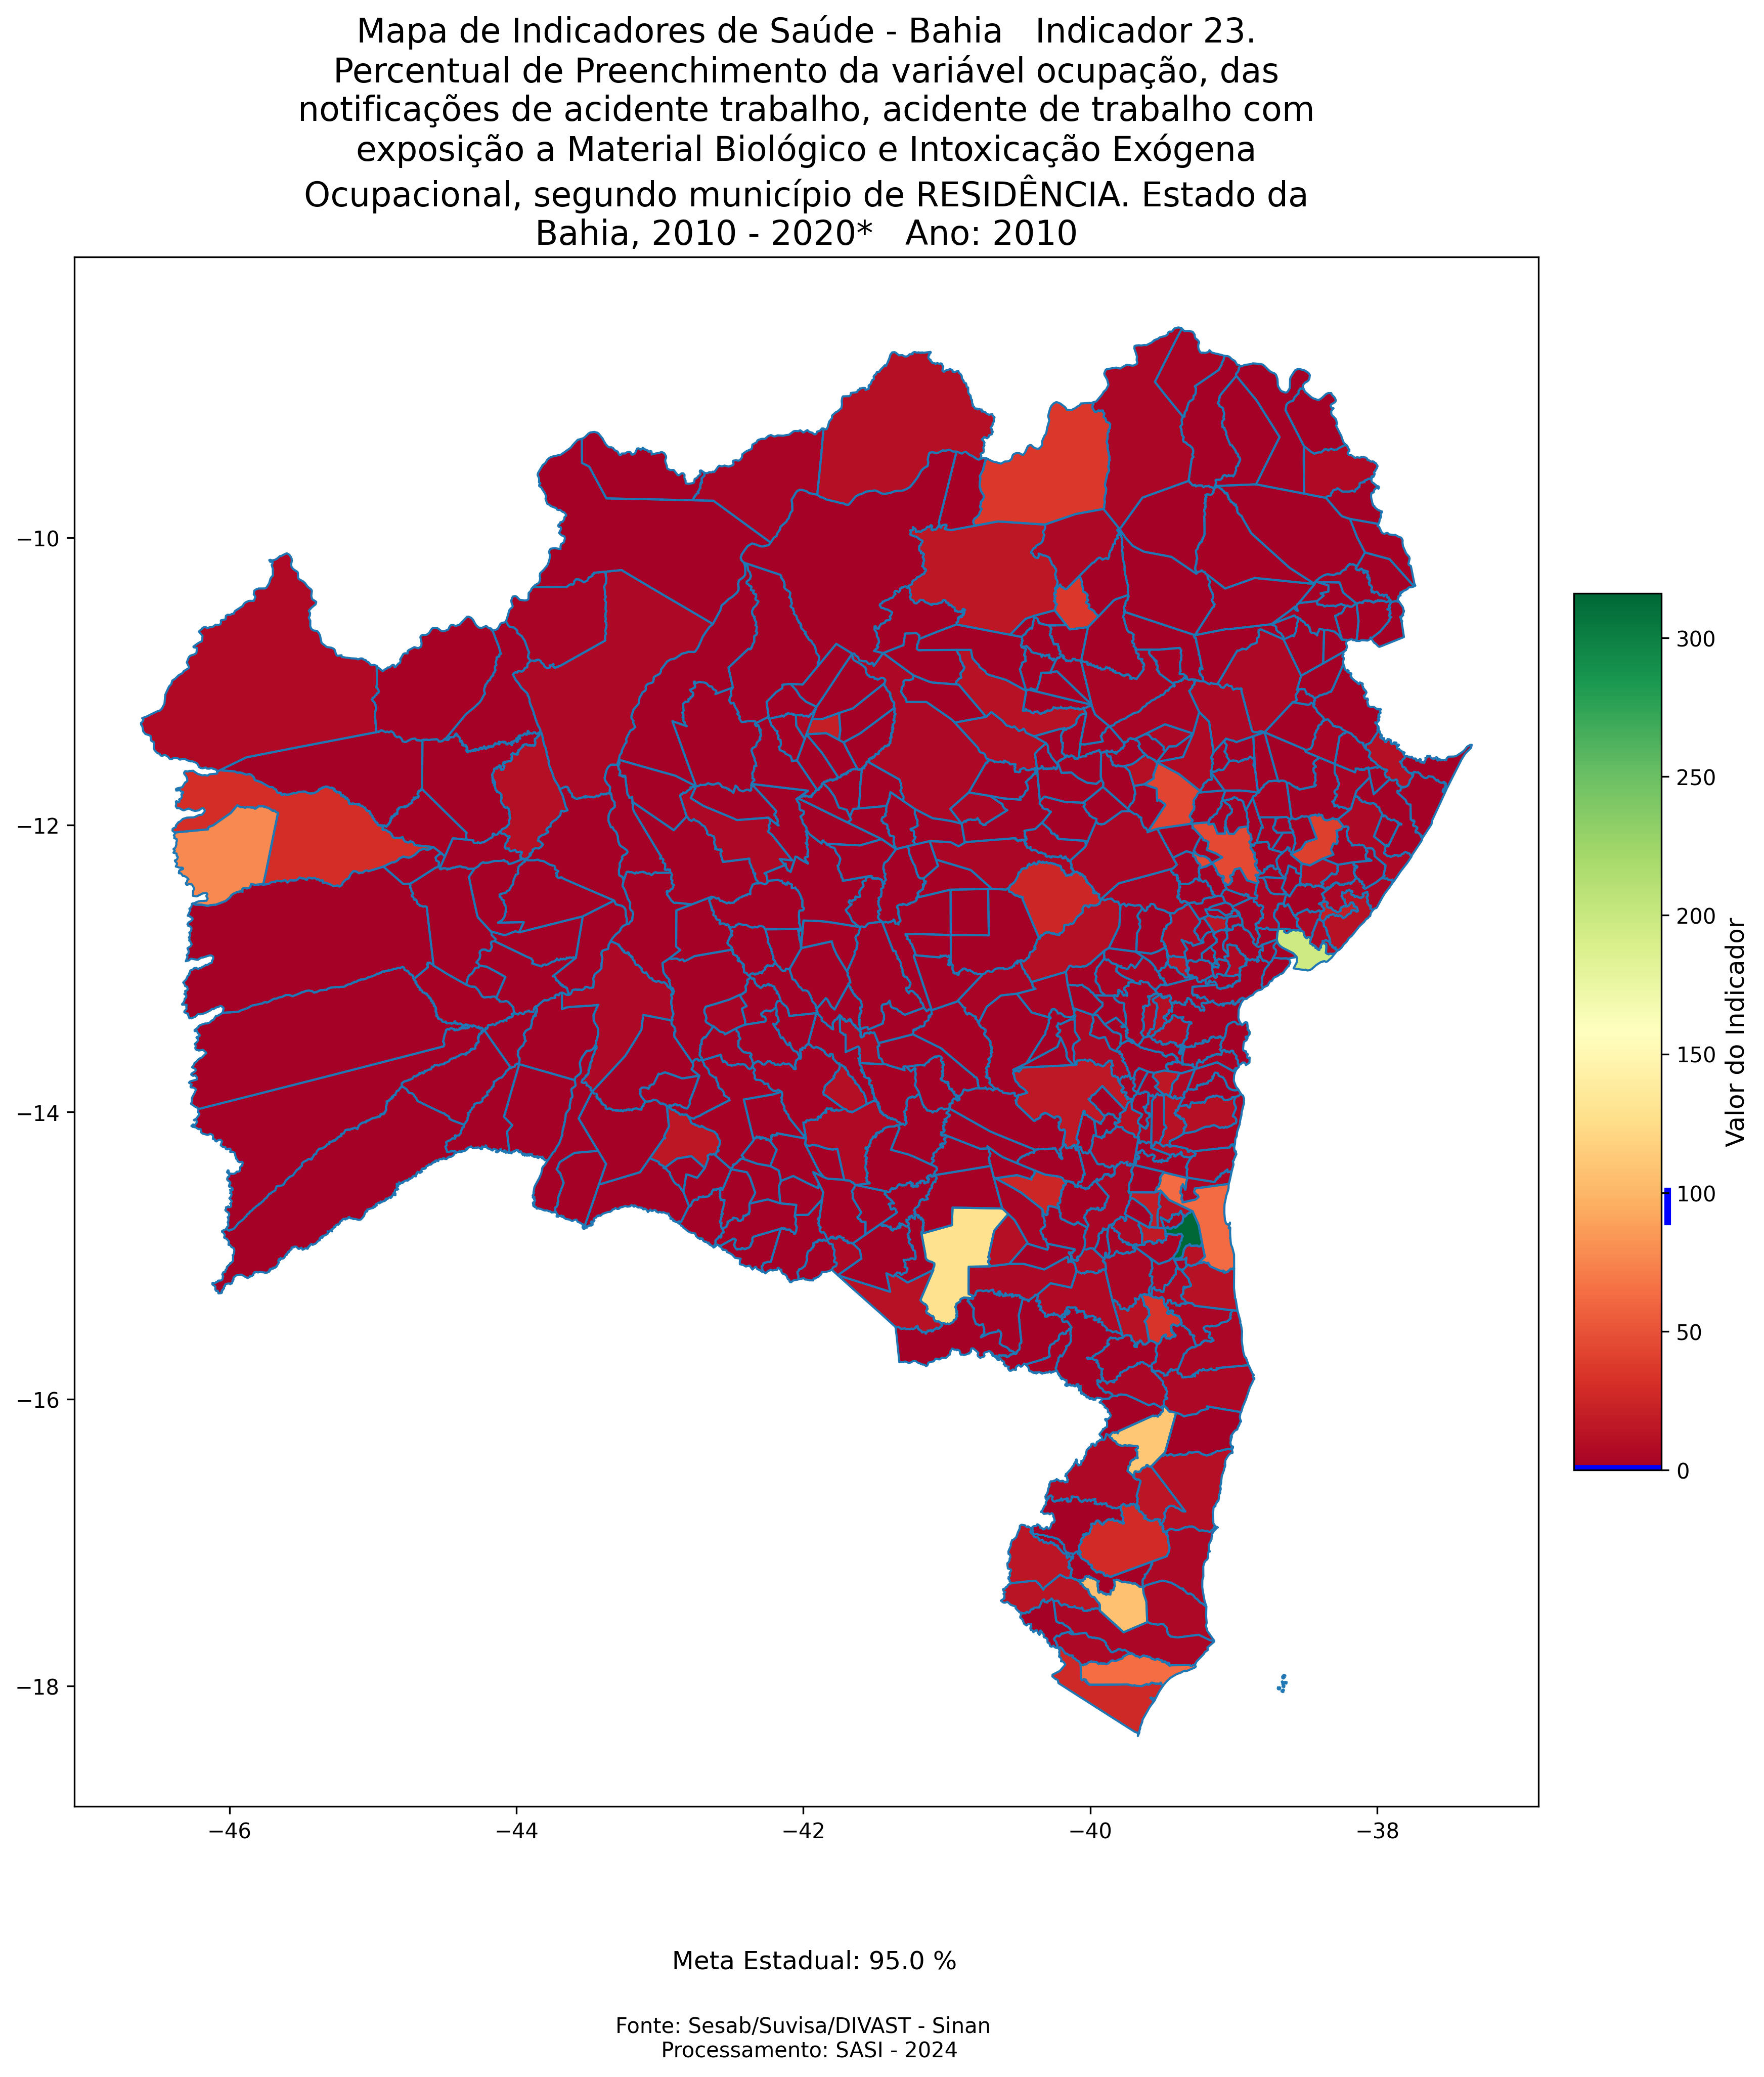 Mapa de Indicadores de Saúde - Bahia   Indicador 23.
Percentual de Preenchimento da variável ocupação, das
notificações de acidente trabalho, acidente de trabalho com
exposição a Material Biológico e Intoxicação Exógena
Ocupacional, segundo município de RESIDÊNCIA. Estado da
Bahia, 2010 - 2020*   Ano: 2010
−10
−12
−14
−16
−18
−46
−44
−42
−40
−38
300
250
200
150
100
50
0
Valor do Indicador
Meta Estadual: 95.0 %
Fonte: Sesab/Suvisa/DIVAST - Sinan
Processamento: SASI - 2024